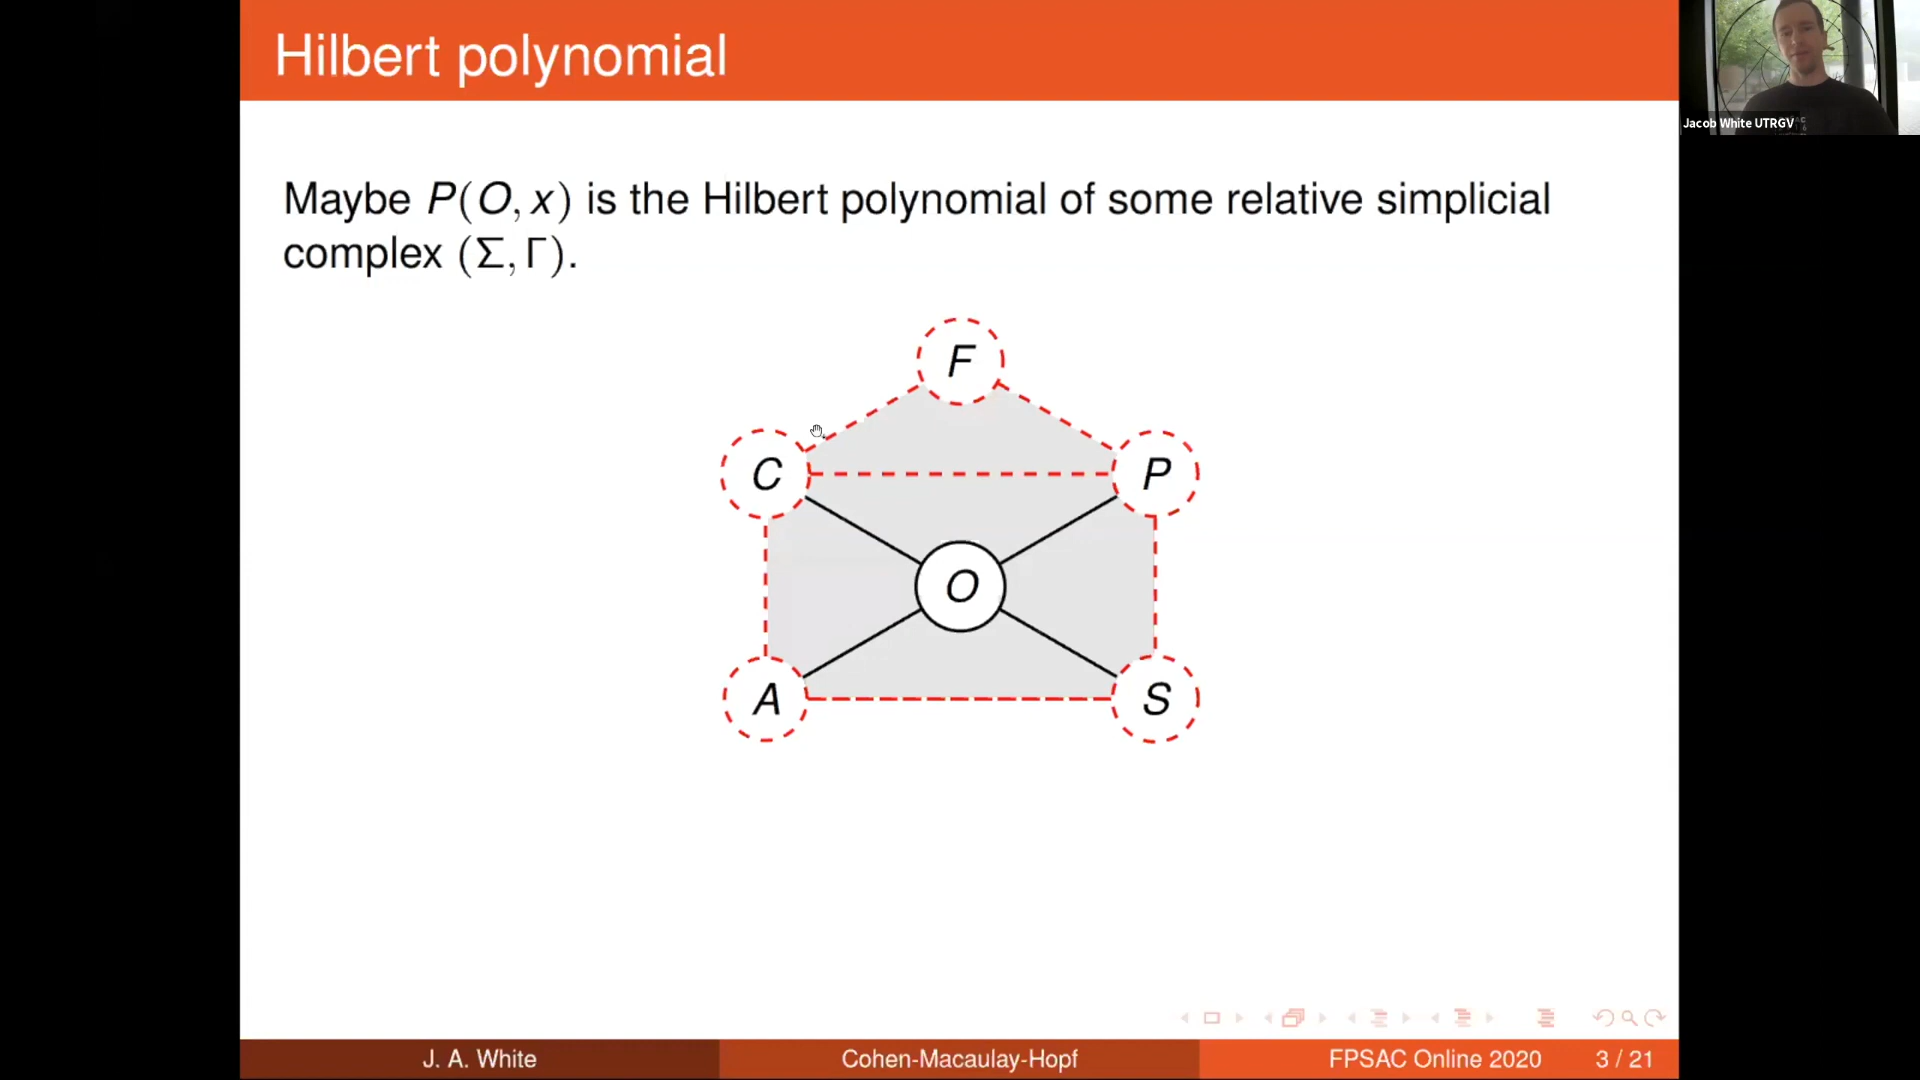 Hilbert polynomial
Jacob White UTRGV
Maybe P(O, x) is the Hilbert polynomial of some relative simplicial
complex (Σ, Γ).
F
C
P
O
A
S
J. A. White
Cohen-Macaulay-Hopf
FPSAC Online 2020
3 / 21